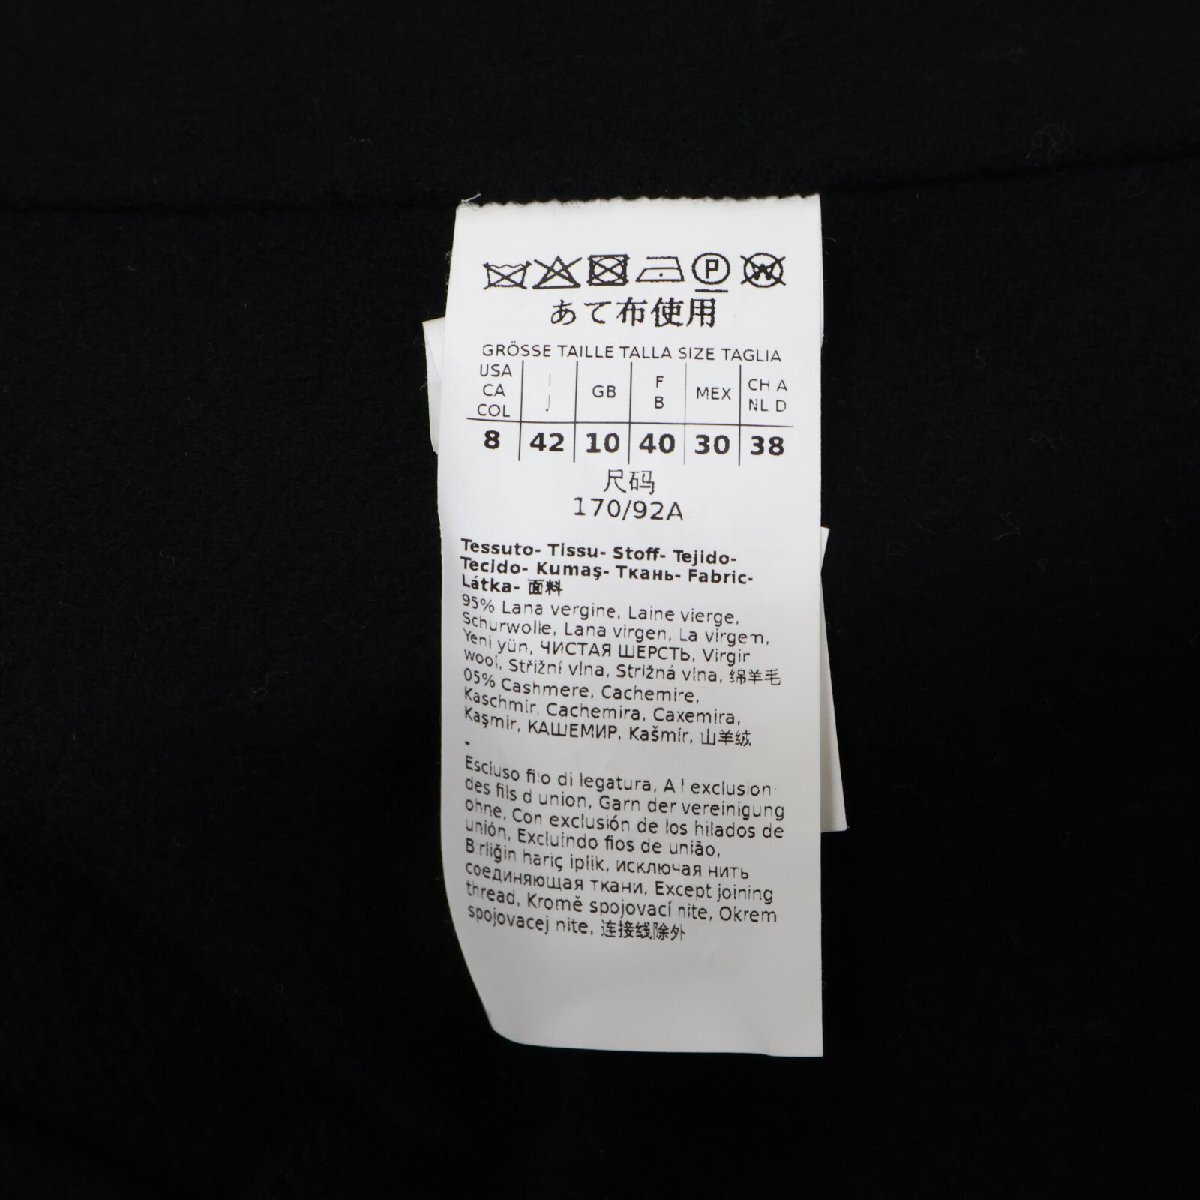 P W
あて布使用
GRÖSSE TAILLE TALLA SIZE TAGLIA
USA CA COL I J GB F B MEX CH A NL D
8 42 10 40 30 38
尺码
170/92A
Tessuto- Tissu- Stoff- Tejido-
Tecido- Kumaş- Ткань- Fabric-
Látka- 面料
95% Lana vergine, Laine vierge,
Schurwolle, Lana virgen, La virgem,
Yeni yün, ЧИСТАЯ ШЕРСТЬ, Virgin
wool, Střižní vlna, Strižná vlna, 绵羊毛
05% Cashmere, Cachemire,
Kaschmir, Cachemira, Caxemira,
Kaşmir, КАШЕМИР, Kašmír, 山羊绒
-
Escluso filo di legatura, A l exclusion
des fils d union, Garn der vereinigung
ohne, Con exclusión de los hilados de
unión, Excluíndo fios de união,
Birliğin hariç iplik, исключая нить
соединяющая ткани, Except joining
thread, Kromě spojovací nite, Okrem
spojovacej nite, 连接线除外